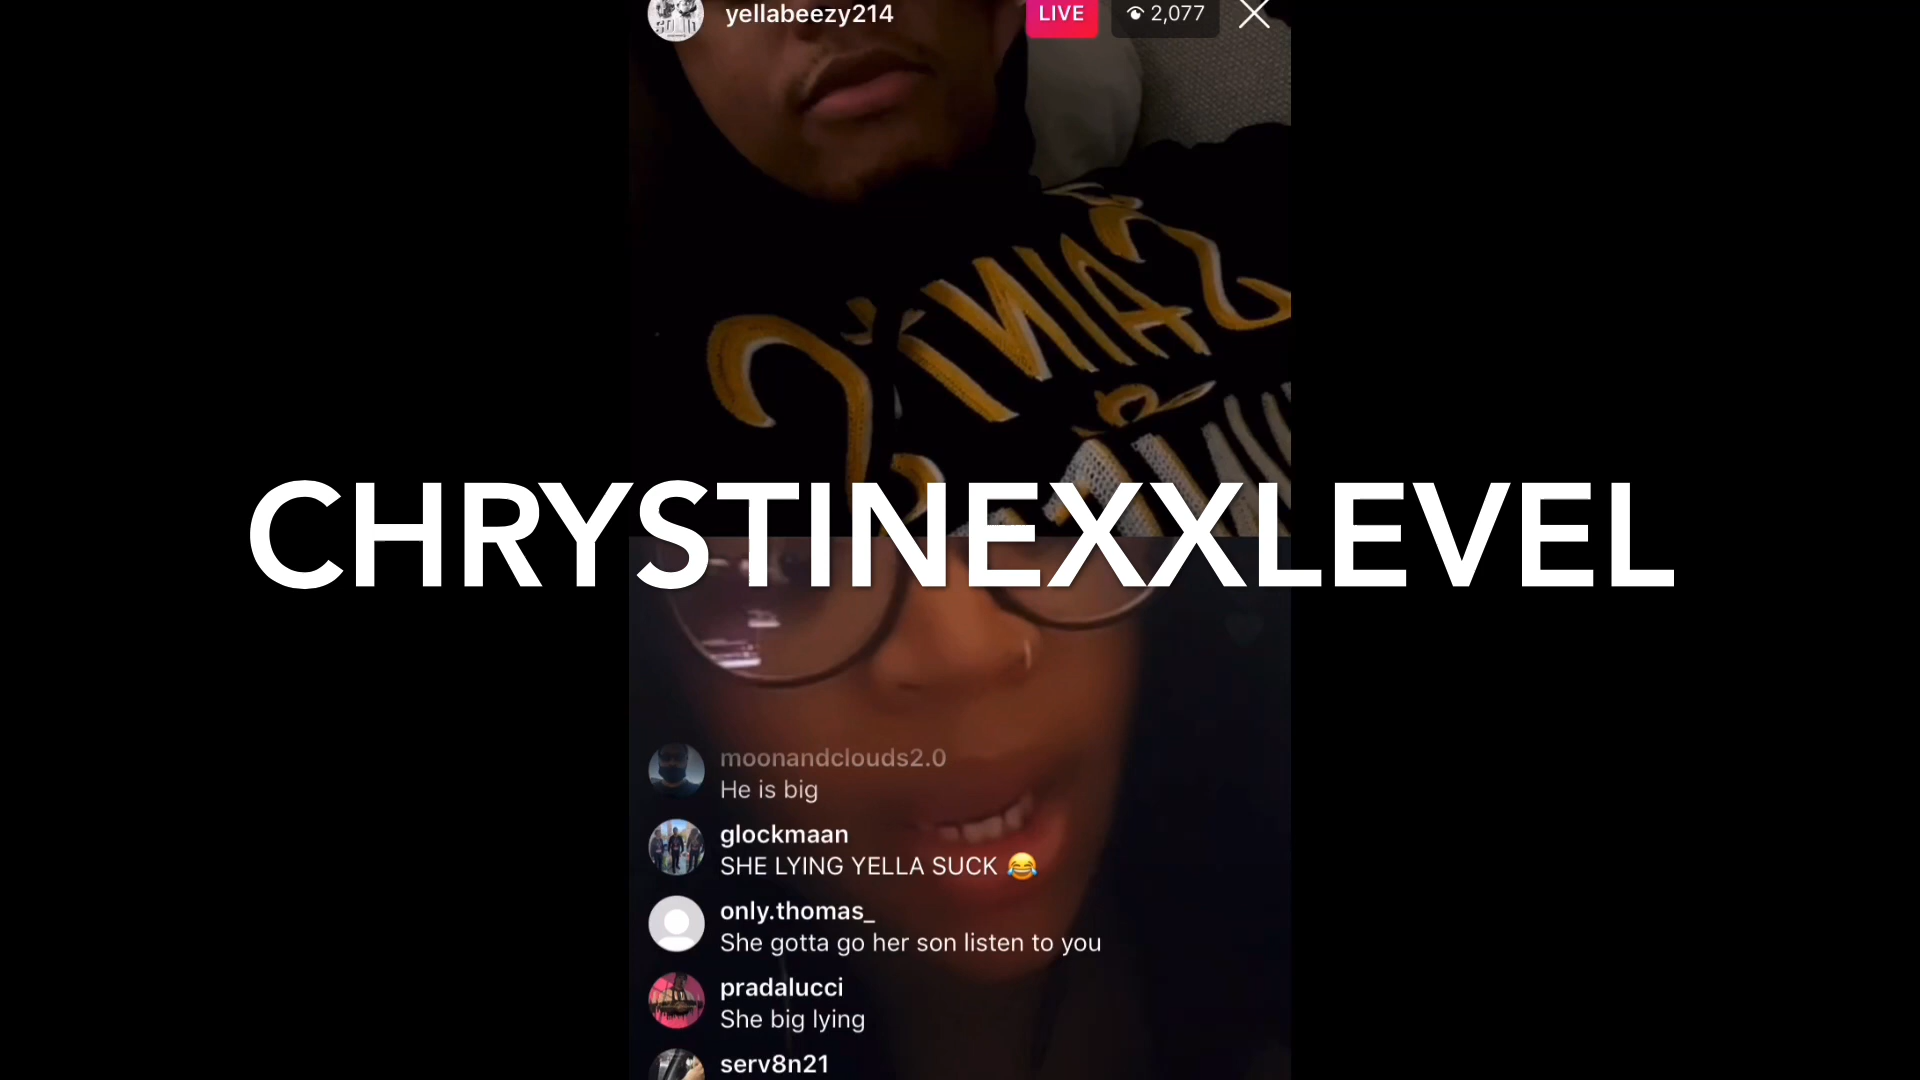 yellabeezy214
LIVE
2,077
CHRYSTINEXXLEVEL
moonandclouds2.0
He is big
glockmaan
SHE LYING YELLA SUCK 😂
only.thomas_
She gotta go her son listen to you
pradalucci
She big lying
serv8n21